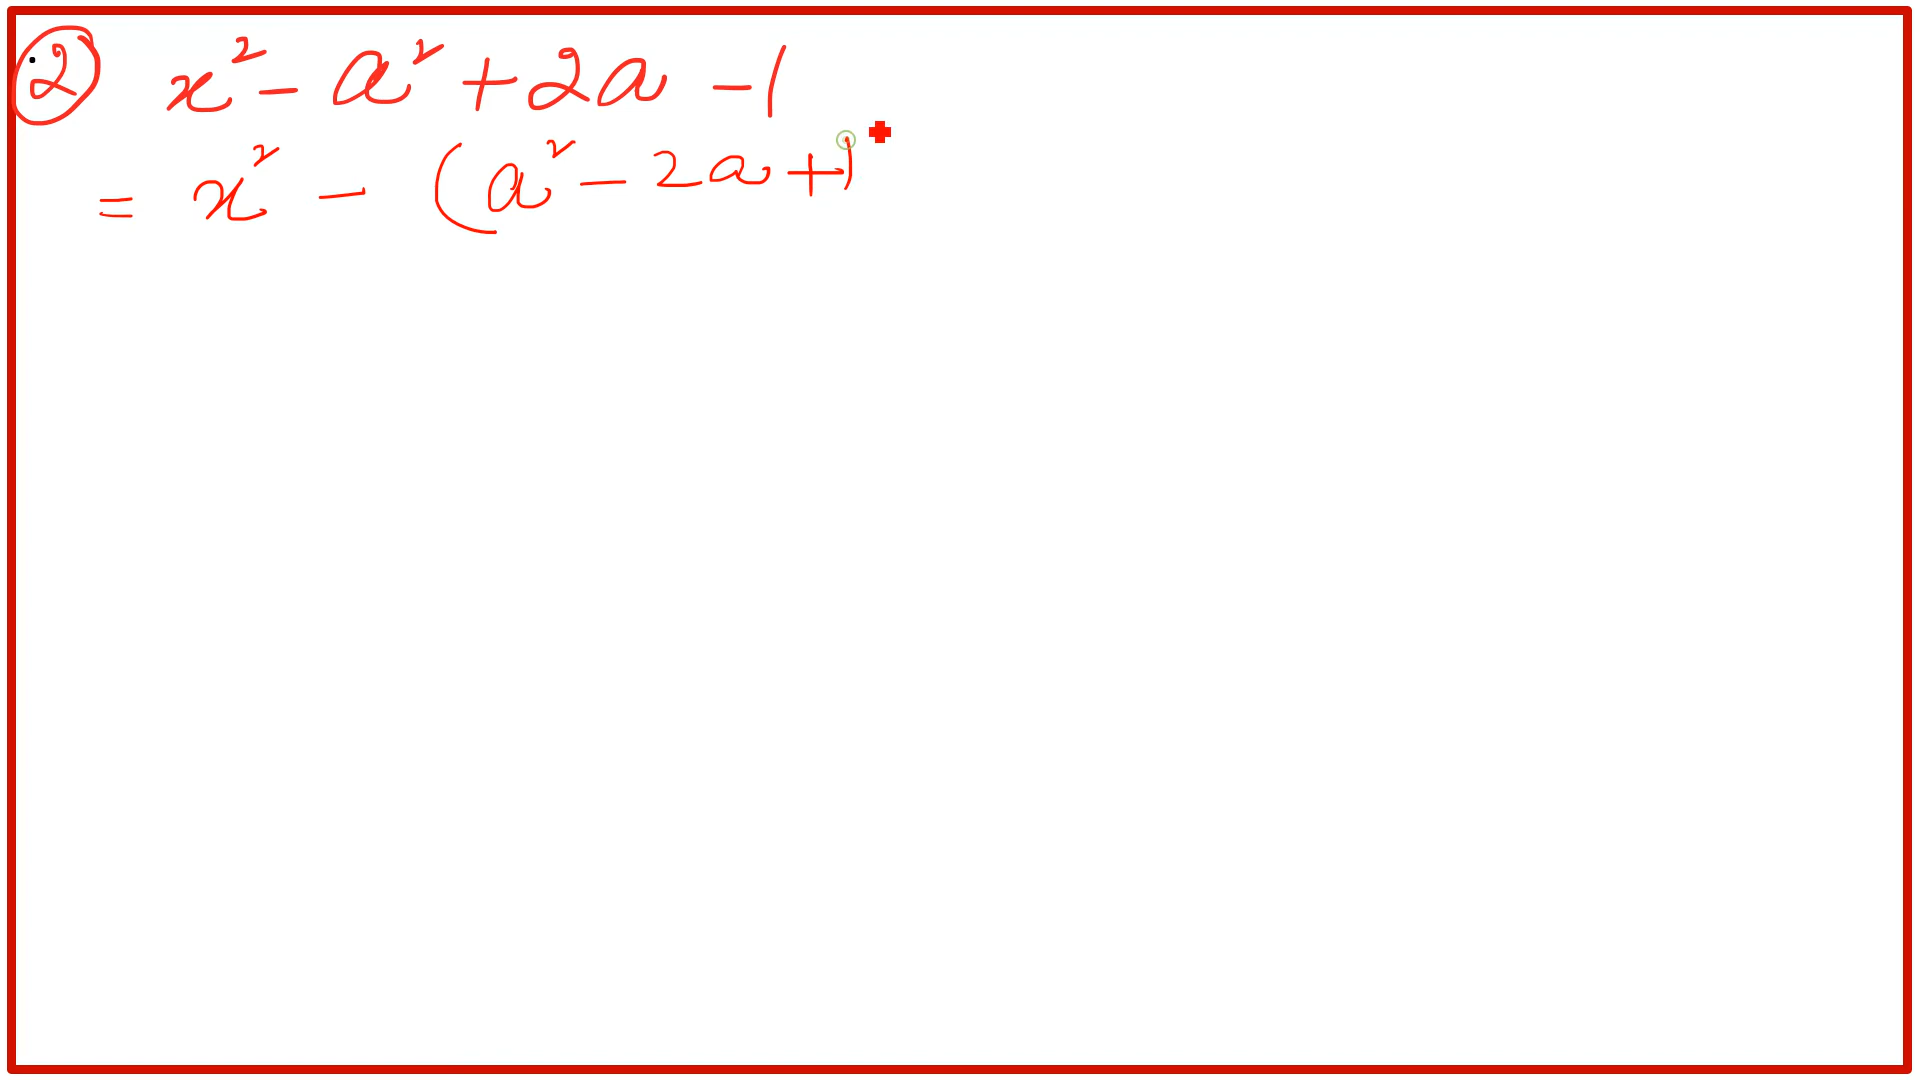 ② x² - a² + 2a - 1
= x² - (a² - 2a + 1